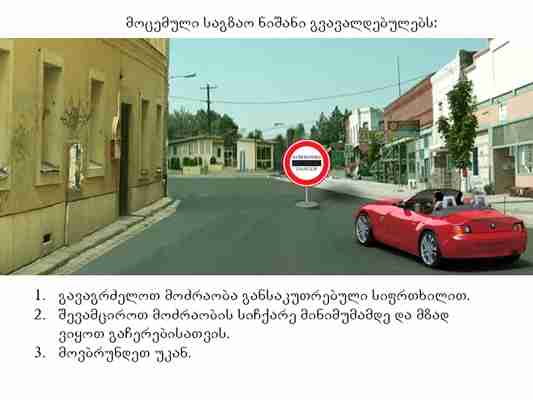 მოცემული საგზაო ნიშანი გვავალდებულებს:
DANGER
1. გავაგრძელოთ მოძრაობა განსაკუთრებული სიფრთხილით.
2. შევამციროთ მოძრაობის სიჩქარე მინიმუმამდე და მზად
ვიყოთ გაჩერებისათვის.
3. მოვბრუნდეთ უკან.